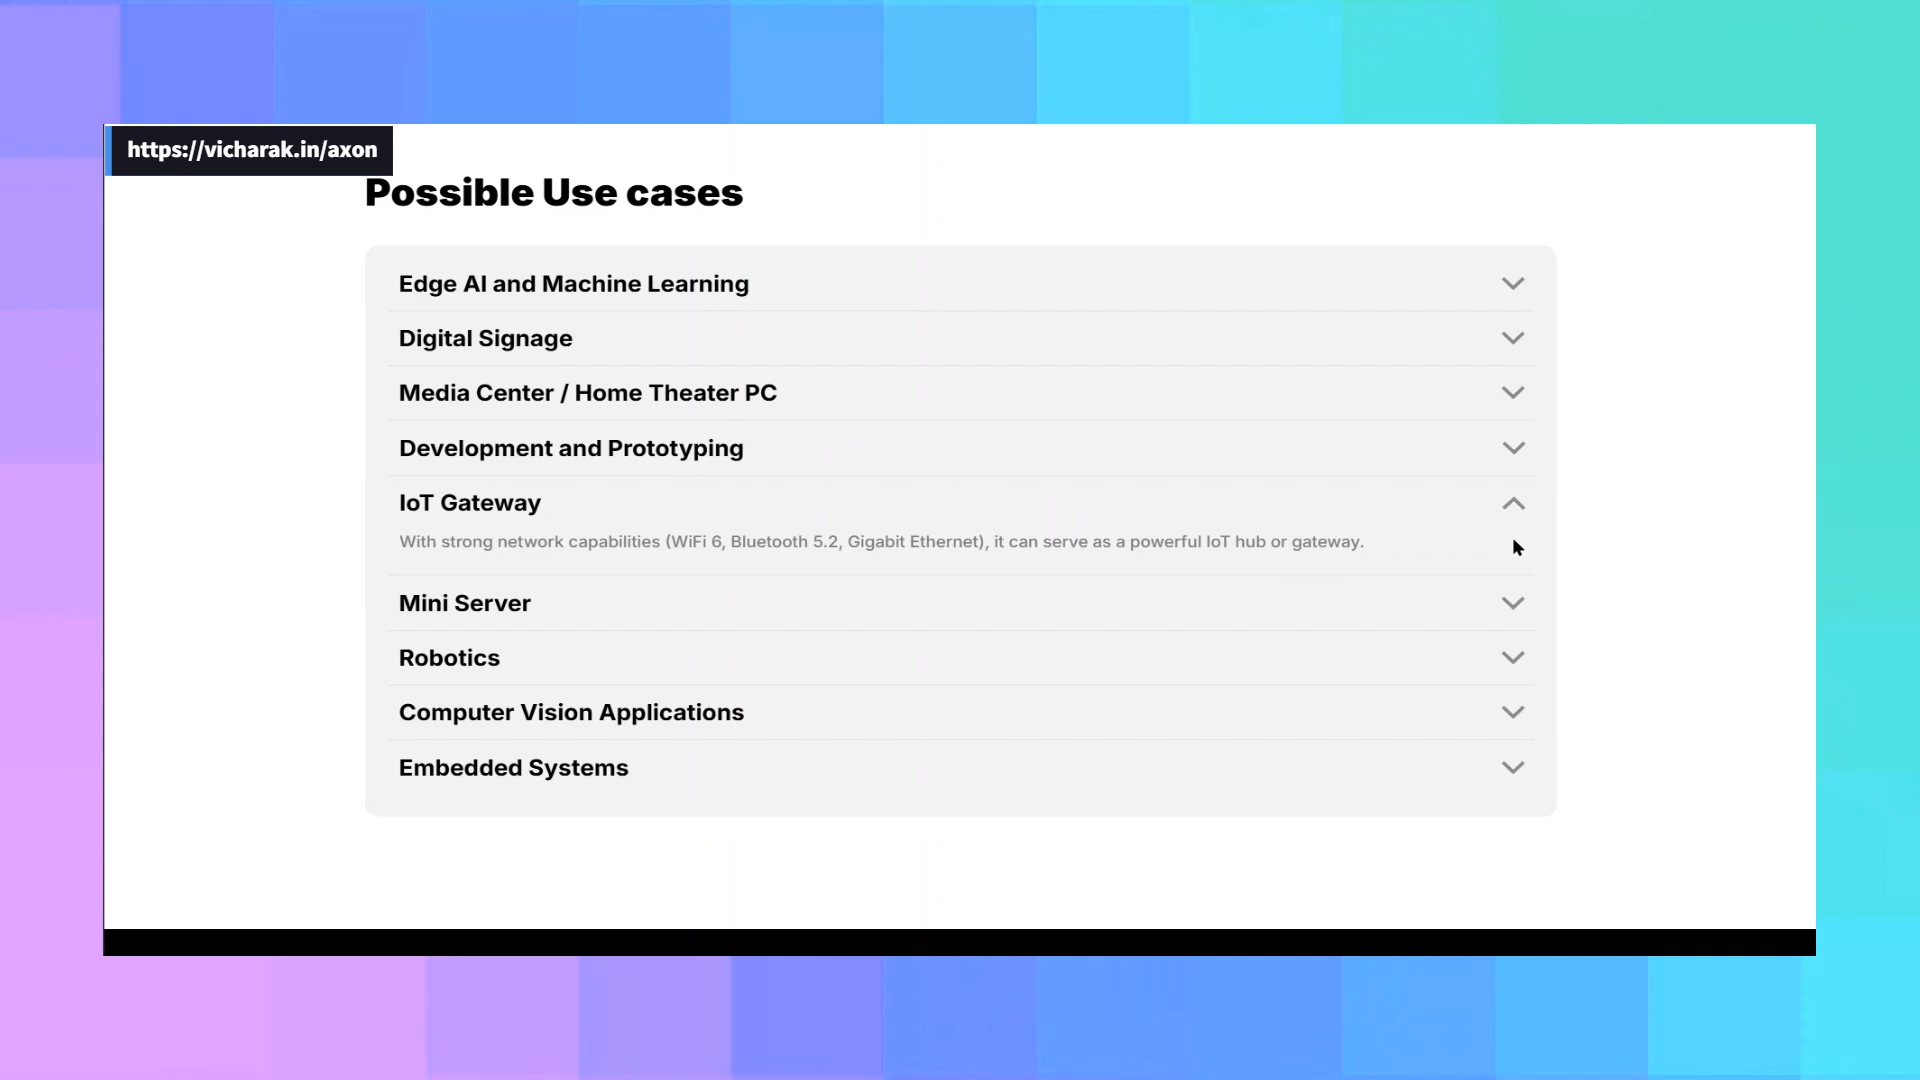 https://vicharak.in/axon
Possible Use cases
Edge AI and Machine Learning
Digital Signage
Media Center / Home Theater PC
Development and Prototyping
IoT Gateway
With strong network capabilities (WiFi 6, Bluetooth 5.2, Gigabit Ethernet), it can serve as a powerful IoT hub or gateway.
Mini Server
Robotics
Computer Vision Applications
Embedded Systems